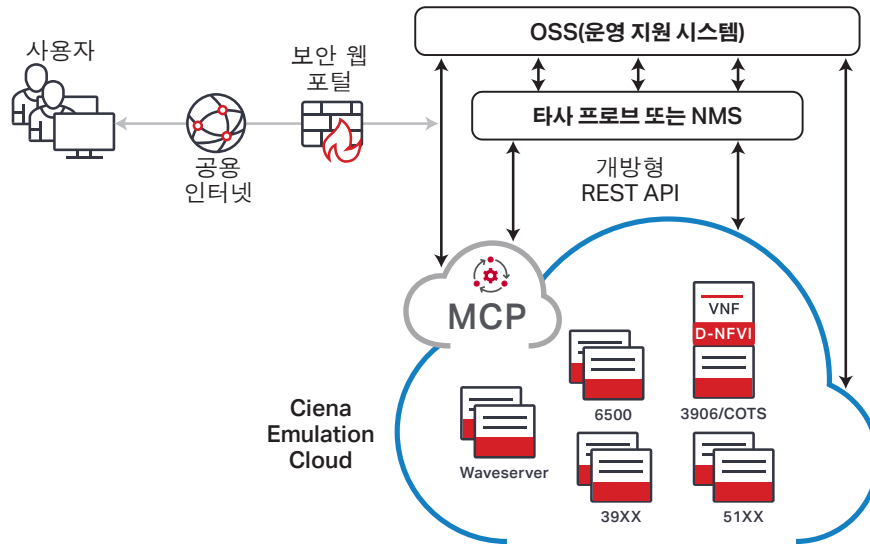 사용자
보안 웹
포털
공용
인터넷
OSS(운영 지원 시스템)
타사 프로브 또는 NMS
개방형
REST API
MCP
VNF
D-NFVI
6500
3906/COTS
Ciena
Emulation
Cloud
Waveserver
39XX
51XX